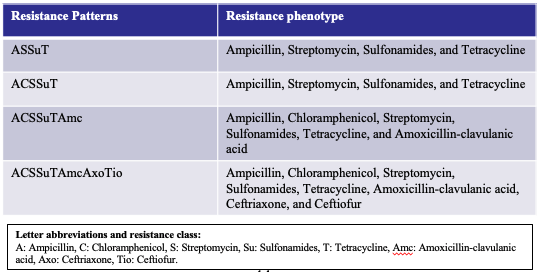 Resistance Patterns Resistance phenotype
ASSuT Ampicillin, Streptomycin, Sulfonamides, and Tetracycline
ACSSuT Ampicillin, Streptomycin, Sulfonamides, and Tetracycline
ACSSuTAmc Ampicillin, Chloramphenicol, Streptomycin,
Sulfonamides, Tetracycline, and Amoxicillin-clavulanic
acid
ACSSuTAmcAxoTio Ampicillin, Chloramphenicol, Streptomycin,
Sulfonamides, Tetracycline, Amoxicillin-clavulanic acid,
Ceftriaxone, and Ceftiofur
Letter abbreviations and resistance class:
A: Ampicillin, C: Chloramphenicol, S: Streptomycin, Su: Sulfonamides, T: Tetracycline, Amc: Amoxicillin-clavulanic
acid, Axo: Ceftriaxone, Tio: Ceftiofur.